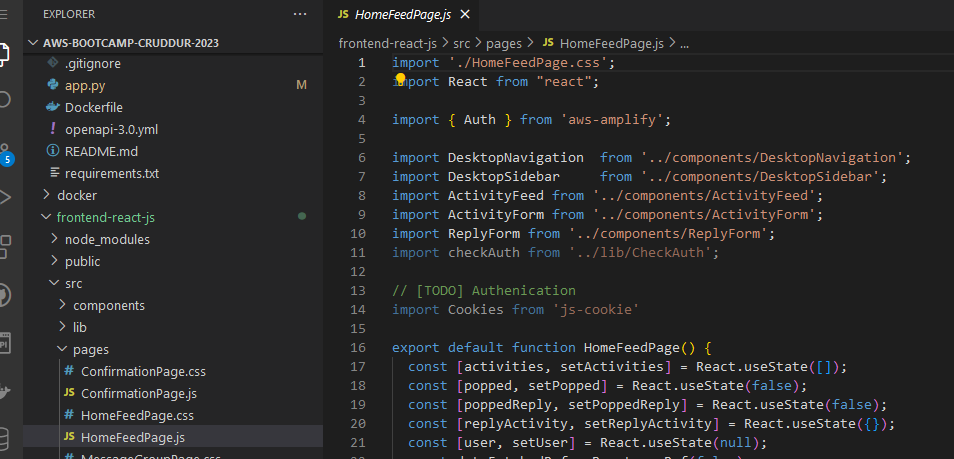 EXPLORER ...
AWS-BOOTCAMP-CRUDDUR-2023
.gitignore
app.py M
Dockerfile
! openapi-3.0.yml
README.md
requirements.txt
docker
frontend-react-js
node_modules
public
src
components
lib
pages
# ConfirmationPage.css
JS ConfirmationPage.js
# HomeFeedPage.css
JS HomeFeedPage.js
MessageGroupPage.css
5
JS HomeFeedPage.js ×
frontend-react-js > src > pages > JS HomeFeedPage.js > ...
1 import './HomeFeedPage.css';
2 import React from "react";
3
4 import { Auth } from 'aws-amplify';
5
6 import DesktopNavigation  from '../components/DesktopNavigation';
7 import DesktopSidebar     from '../components/DesktopSidebar';
8 import ActivityFeed from '../components/ActivityFeed';
9 import ActivityForm from '../components/ActivityForm';
10 import ReplyForm from '../components/ReplyForm';
11 import checkAuth from '../lib/CheckAuth';
12
13 // [TODO] Authenication
14 import Cookies from 'js-cookie'
15
16 export default function HomeFeedPage() {
17 const [activities, setActivities] = React.useState([]);
18 const [popped, setPopped] = React.useState(false);
19 const [poppedReply, setPoppedReply] = React.useState(false);
20 const [replyActivity, setReplyActivity] = React.useState({});
21 const [user, setUser] = React.useState(null);